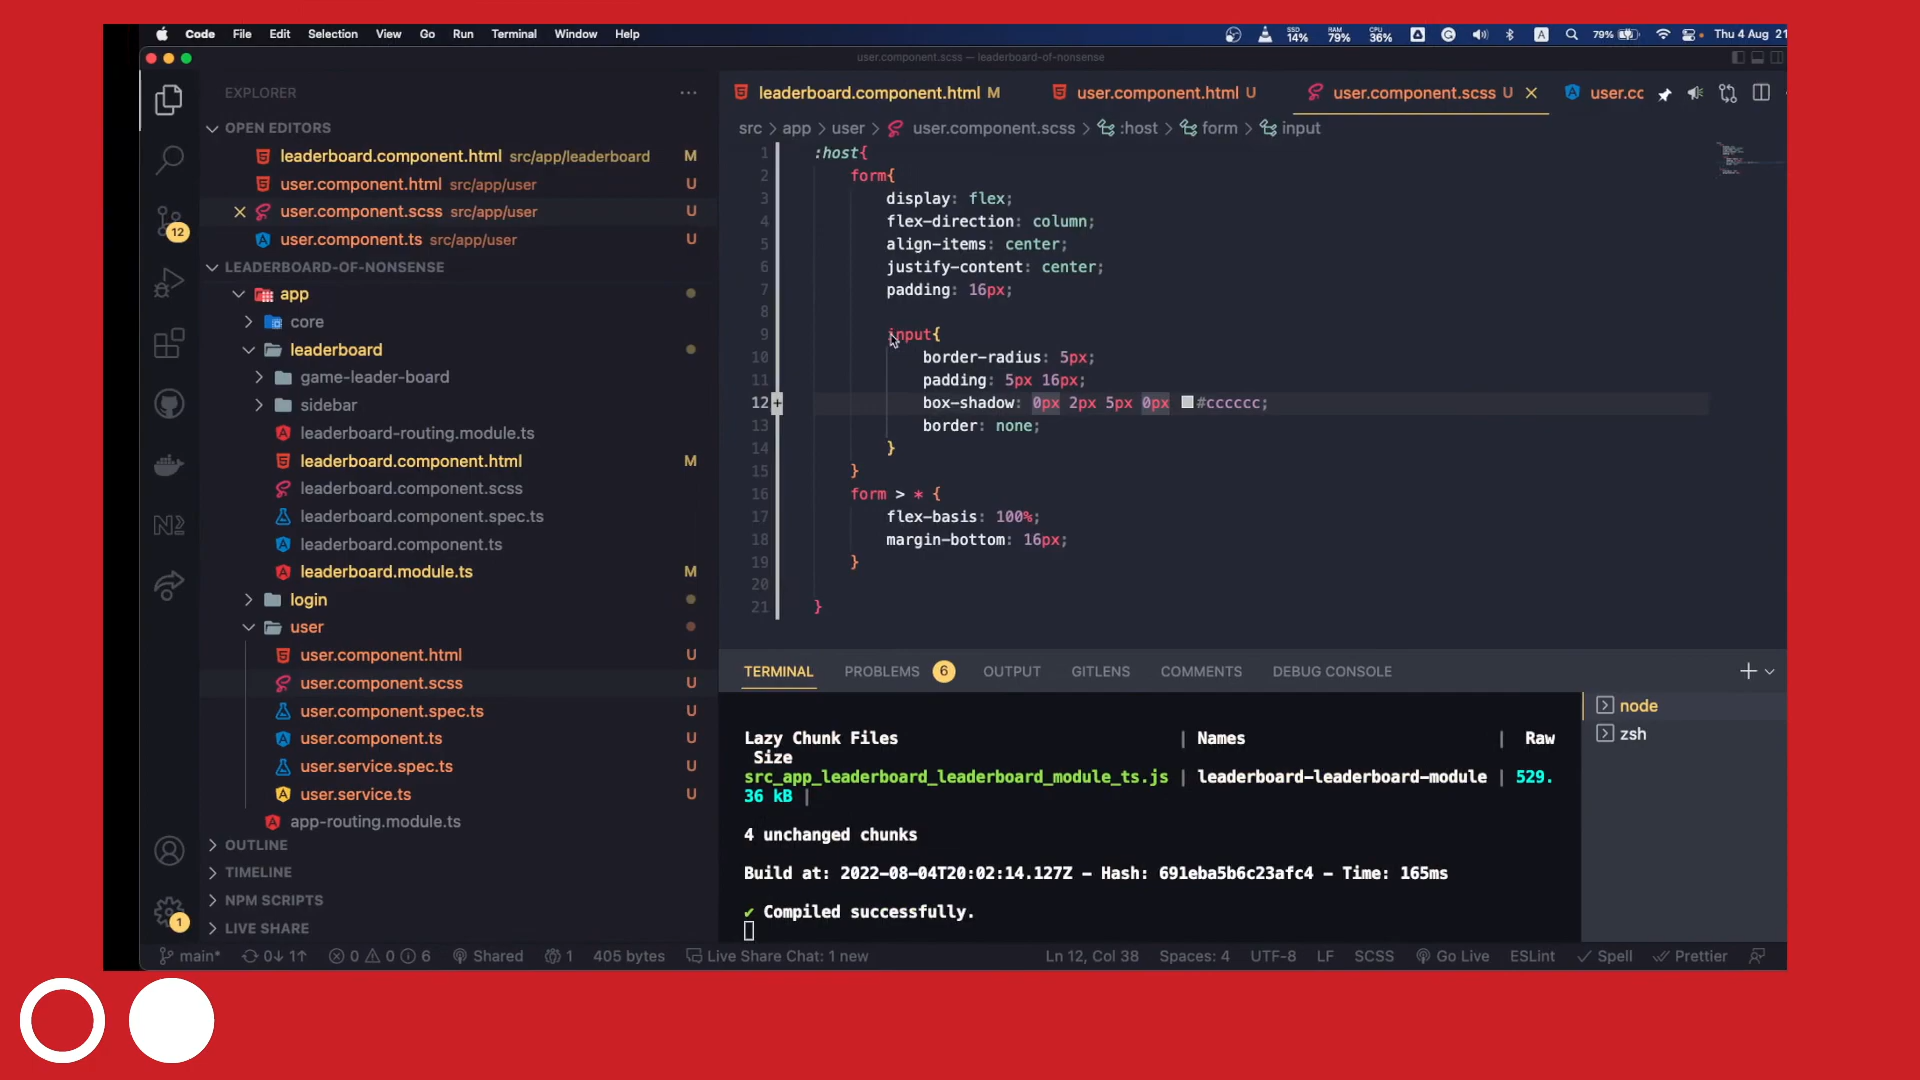 Code File Edit Selection View Go Run Terminal Window Help
SSD 14% RAM 79% CPU 36% A 79% Thu 4 Aug 21
user.component.scss — leaderboard-of-nonsense
EXPLORER
OPEN EDITORS
leaderboard.component.html src/app/leaderboard M
user.component.html src/app/user U
user.component.scss src/app/user U
user.component.ts src/app/user U
LEADERBOARD-OF-NONSENSE
app
core
leaderboard
game-leader-board
sidebar
leaderboard-routing.module.ts
leaderboard.component.html M
leaderboard.component.scss
leaderboard.component.spec.ts
leaderboard.component.ts
leaderboard.module.ts M
login
user
user.component.html U
user.component.scss U
user.component.spec.ts U
user.component.ts U
user.service.spec.ts U
user.service.ts U
app-routing.module.ts
OUTLINE
TIMELINE
NPM SCRIPTS
LIVE SHARE
12
1
leaderboard.component.html M user.component.html U user.component.scss U user.cc
src > app > user > user.component.scss > :host > form > input
1 :host{
2 form{
3 display: flex;
4 flex-direction: column;
5 align-items: center;
6 justify-content: center;
7 padding: 16px;
8
9 input{
10 border-radius: 5px;
11 padding: 5px 16px;
12 box-shadow: 0px 2px 5px 0px #cccccc;
13 border: none;
14 }
15 }
16 form > * {
17 flex-basis: 100%;
18 margin-bottom: 16px;
19 }
20
21 }
TERMINAL PROBLEMS 6 OUTPUT GITLENS COMMENTS DEBUG CONSOLE
node
zsh
Lazy Chunk Files | Names | Raw
Size
src_app_leaderboard_leaderboard_module_ts.js | leaderboard-leaderboard-module | 529.
36 kB |
4 unchanged chunks
Build at: 2022-08-04T20:02:14.127Z - Hash: 691eba5b6c23afc4 - Time: 165ms
✔ Compiled successfully.
main* 0↓ 1↑ 0 0 6 Shared 1 405 bytes Live Share Chat: 1 new Ln 12, Col 38 Spaces: 4 UTF-8 LF SCSS Go Live ESLint Spell Prettier